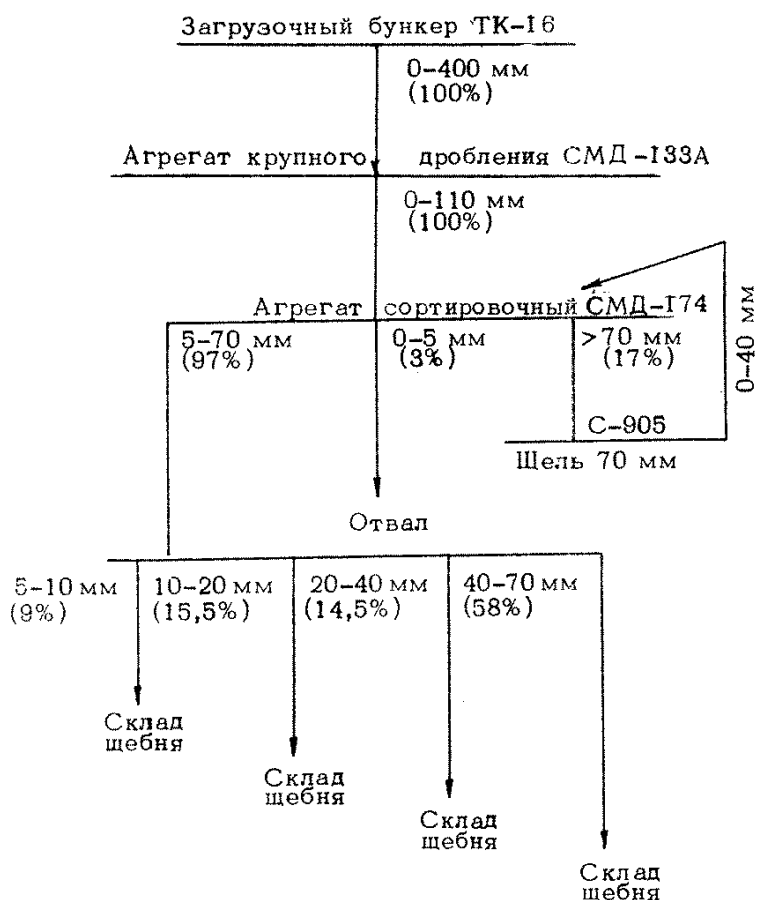 Загрузочный бункер ТК-16
0-400 мм
(100%)
Агрегат крупного дробления СМД-133А
0-110 мм
(100%)
Агрегат сортировочный СМД-174
5-70 мм
(97%)
0-5 мм
(3%)
>70 мм
(17%)
0-40 мм
С-905
Щель 70 мм
Отвал
5-10 мм
(9%)
10-20 мм
(15,5%)
20-40 мм
(14,5%)
40-70 мм
(58%)
Склад
щебня
Склад
щебня
Склад
щебня
Склад
щебня